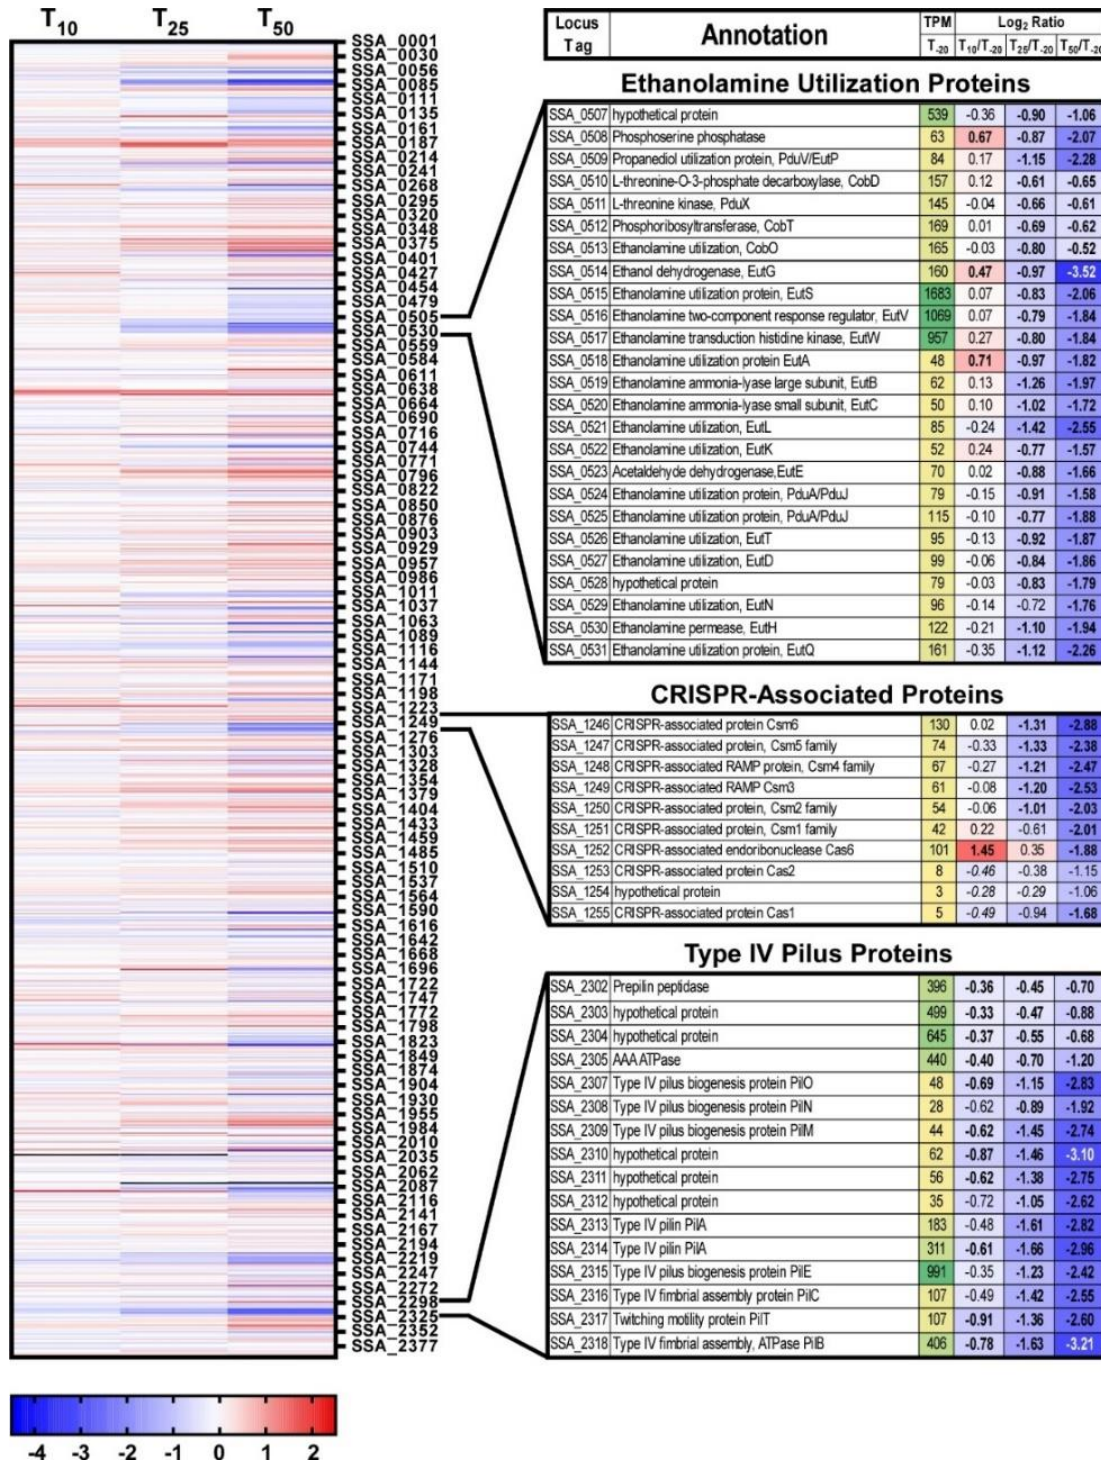 T10 T25 T50
SSA_0001
SSA_0030
SSA_0056
SSA_0085
SSA_0111
SSA_0135
SSA_0161
SSA_0187
SSA_0214
SSA_0241
SSA_0268
SSA_0295
SSA_0320
SSA_0348
SSA_0375
SSA_0401
SSA_0427
SSA_0454
SSA_0479
SSA_0505
SSA_0530
SSA_0559
SSA_0584
SSA_0611
SSA_0638
SSA_0664
SSA_0690
SSA_0716
SSA_0744
SSA_0771
SSA_0796
SSA_0822
SSA_0850
SSA_0876
SSA_0903
SSA_0929
SSA_0957
SSA_0986
SSA_1011
SSA_1037
SSA_1063
SSA_1089
SSA_1116
SSA_1144
SSA_1171
SSA_1198
SSA_1223
SSA_1249
SSA_1276
SSA_1303
SSA_1328
SSA_1354
SSA_1379
SSA_1404
SSA_1433
SSA_1459
SSA_1485
SSA_1510
SSA_1537
SSA_1564
SSA_1590
SSA_1616
SSA_1642
SSA_1668
SSA_1696
SSA_1722
SSA_1747
SSA_1772
SSA_1798
SSA_1823
SSA_1849
SSA_1874
SSA_1904
SSA_1930
SSA_1955
SSA_1984
SSA_2010
SSA_2035
SSA_2062
SSA_2087
SSA_2116
SSA_2141
SSA_2167
SSA_2194
SSA_2219
SSA_2247
SSA_2272
SSA_2298
SSA_2325
SSA_2352
SSA_2377
-4 -3 -2 -1 0 1 2
Locus Tag Annotation TPM Log2 Ratio
T-20 T10/T-20 T25/T-20 T50/T-20
Ethanolamine Utilization Proteins
SSA_0507 hypothetical protein 539 -0.36 -0.90 -1.06
SSA_0508 Phosphoserine phosphatase 63 0.67 -0.87 -2.07
SSA_0509 Propanediol utilization protein, PduV/EutP 84 0.17 -1.15 -2.28
SSA_0510 L-threonine-O-3-phosphate decarboxylase, CobD 157 0.12 -0.61 -0.65
SSA_0511 L-threonine kinase, PduX 145 -0.04 -0.66 -0.61
SSA_0512 Phosphoribosyltransferase, CobT 169 0.01 -0.69 -0.62
SSA_0513 Ethanolamine utilization, CobO 165 -0.03 -0.80 -0.52
SSA_0514 Ethanol dehydrogenase, EutG 160 0.47 -0.97 -3.52
SSA_0515 Ethanolamine utilization protein, EutS 1683 0.07 -0.83 -2.06
SSA_0516 Ethanolamine two-component response regulator, EutV 1069 0.07 -0.79 -1.84
SSA_0517 Ethanolamine transduction histidine kinase, EutW 957 0.27 -0.80 -1.84
SSA_0518 Ethanolamine utilization protein EutA 48 0.71 -0.97 -1.82
SSA_0519 Ethanolamine ammonia-lyase large subunit, EutB 62 0.13 -1.26 -1.97
SSA_0520 Ethanolamine ammonia-lyase small subunit, EutC 50 0.10 -1.02 -1.72
SSA_0521 Ethanolamine utilization, EutL 85 -0.24 -1.42 -2.55
SSA_0522 Ethanolamine utilization, EutK 52 0.24 -0.77 -1.57
SSA_0523 Acetaldehyde dehydrogenase,EutE 70 0.02 -0.88 -1.66
SSA_0524 Ethanolamine utilization protein, PduA/PduJ 79 -0.15 -0.91 -1.58
SSA_0525 Ethanolamine utilization protein, PduA/PduJ 115 -0.10 -0.77 -1.88
SSA_0526 Ethanolamine utilization, EutT 95 -0.13 -0.92 -1.87
SSA_0527 Ethanolamine utilization, EutD 99 -0.06 -0.84 -1.86
SSA_0528 hypothetical protein 79 -0.03 -0.83 -1.79
SSA_0529 Ethanolamine utilization, EutN 96 -0.14 -0.72 -1.76
SSA_0530 Ethanolamine permease, EutH 122 -0.21 -1.10 -1.94
SSA_0531 Ethanolamine utilization protein, EutQ 161 -0.35 -1.12 -2.26
CRISPR-Associated Proteins
SSA_1246 CRISPR-associated protein Csm6 130 0.02 -1.31 -2.88
SSA_1247 CRISPR-associated protein, Csm5 family 74 -0.33 -1.33 -2.38
SSA_1248 CRISPR-associated RAMP protein, Csm4 family 67 -0.27 -1.21 -2.47
SSA_1249 CRISPR-associated RAMP Csm3 61 -0.08 -1.20 -2.53
SSA_1250 CRISPR-associated protein, Csm2 family 54 -0.06 -1.01 -2.03
SSA_1251 CRISPR-associated protein, Csm1 family 42 0.22 -0.61 -2.01
SSA_1252 CRISPR-associated endoribonuclease Cas6 101 1.45 0.35 -1.88
SSA_1253 CRISPR-associated protein Cas2 8 -0.46 -0.38 -1.15
SSA_1254 hypothetical protein 3 -0.28 -0.29 -1.06
SSA_1255 CRISPR-associated protein Cas1 5 -0.49 -0.94 -1.68
Type IV Pilus Proteins
SSA_2302 Prepilin peptidase 396 -0.36 -0.45 -0.70
SSA_2303 hypothetical protein 499 -0.33 -0.47 -0.88
SSA_2304 hypothetical protein 645 -0.37 -0.55 -0.68
SSA_2305 AAA ATPase 440 -0.40 -0.70 -1.20
SSA_2307 Type IV pilus biogenesis protein PilO 48 -0.69 -1.15 -2.83
SSA_2308 Type IV pilus biogenesis protein PilN 28 -0.62 -0.89 -1.92
SSA_2309 Type IV pilus biogenesis protein PilM 44 -0.62 -1.45 -2.74
SSA_2310 hypothetical protein 62 -0.87 -1.46 -3.10
SSA_2311 hypothetical protein 56 -0.62 -1.38 -2.75
SSA_2312 hypothetical protein 35 -0.72 -1.05 -2.62
SSA_2313 Type IV pilin PilA 183 -0.48 -1.61 -2.82
SSA_2314 Type IV pilin PilA 311 -0.61 -1.66 -2.96
SSA_2315 Type IV pilus biogenesis protein PilE 991 -0.35 -1.23 -2.42
SSA_2316 Type IV fimbrial assembly protein PilC 107 -0.49 -1.42 -2.55
SSA_2317 Twitching motility protein PilT 107 -0.91 -1.36 -2.60
SSA_2318 Type IV fimbrial assembly, ATPase PilB 406 -0.78 -1.63 -3.21